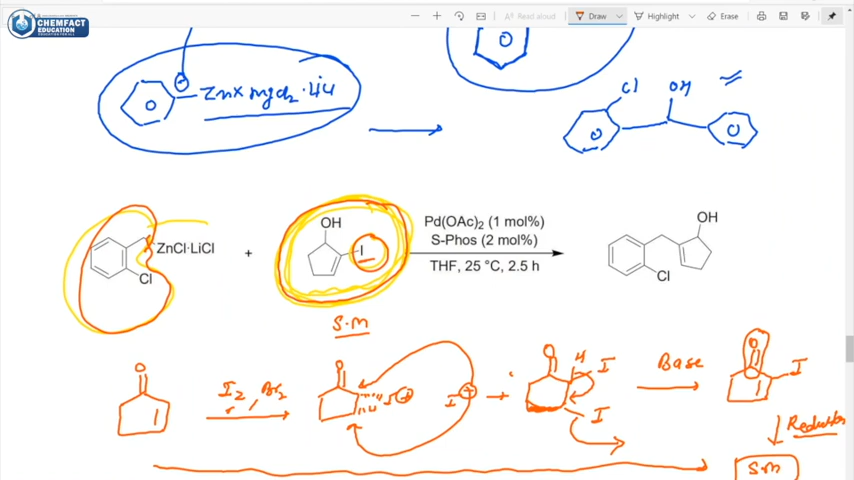 Read aloud
Draw
Highlight
Erase
CHEMFACT
EDUCATION
ZnX MgCl2 · LiCl
Cl OH
OH
I
ZnCl·LiCl
Cl
+
Pd(OAc)2 (1 mol%)
S-Phos (2 mol%)
THF, 25 °C, 2.5 h
OH
Cl
S.M
O
I2, Br2
O
I
+
O H I
I
Base
O
I
Reduction
S.M